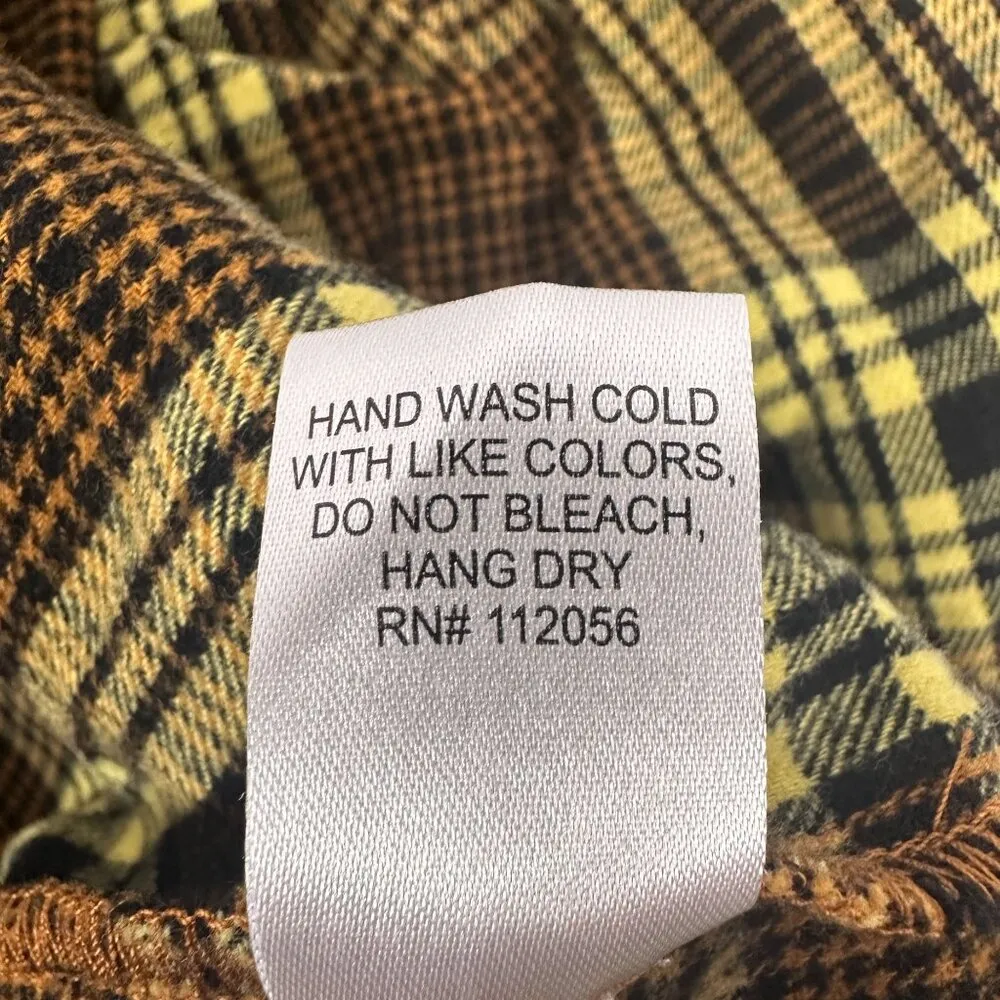 HAND WASH COLD
WITH LIKE COLORS,
DO NOT BLEACH,
HANG DRY
RN# 112056